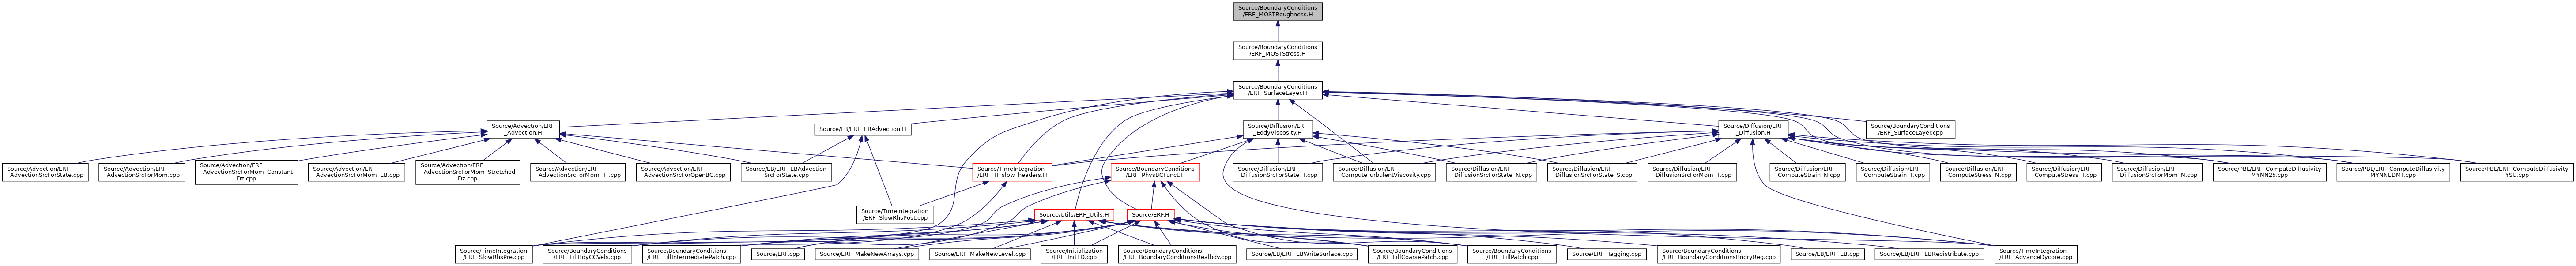 Source/BoundaryConditions
/ERF_MOSTRoughness.H
Source/BoundaryConditions
/ERF_MOSTStress.H
Source/BoundaryConditions
/ERF_SurfaceLayer.H
Source/Advection/ERF
_Advection.H
Source/EB/ERF_EBAdvection.H
Source/Diffusion/ERF
_EddyViscosity.H
Source/Diffusion/ERF
_Diffusion.H
Source/BoundaryConditions
/ERF_SurfaceLayer.cpp
Source/Advection/ERF
_AdvectionSrcForState.cpp
Source/Advection/ERF
_AdvectionSrcForMom.cpp
Source/Advection/ERF
_AdvectionSrcForMom_Constant
Dz.cpp
Source/Advection/ERF
_AdvectionSrcForMom_EB.cpp
Source/Advection/ERF
_AdvectionSrcForMom_Stretched
Dz.cpp
Source/Advection/ERF
_AdvectionSrcForMom_TF.cpp
Source/Advection/ERF
_AdvectionSrcForOpenBC.cpp
Source/EB/ERF_EBAdvection
SrcForState.cpp
Source/TimeIntegration
/ERF_TI_slow_headers.H
Source/BoundaryConditions
/ERF_PhysBCFunct.H
Source/Diffusion/ERF
_DiffusionSrcForState_T.cpp
Source/Diffusion/ERF
_ComputeTurbulentViscosity.cpp
Source/Diffusion/ERF
_DiffusionSrcForState_N.cpp
Source/Diffusion/ERF
_DiffusionSrcForState_S.cpp
Source/Diffusion/ERF
_DiffusionSrcForMom_T.cpp
Source/Diffusion/ERF
_ComputeStrain_N.cpp
Source/Diffusion/ERF
_ComputeStrain_T.cpp
Source/Diffusion/ERF
_ComputeStress_N.cpp
Source/Diffusion/ERF
_ComputeStress_T.cpp
Source/Diffusion/ERF
_DiffusionSrcForMom_N.cpp
Source/PBL/ERF_ComputeDiffusivity
MYNN25.cpp
Source/PBL/ERF_ComputeDiffusivity
MYNNEDMF.cpp
Source/PBL/ERF_ComputeDiffusivity
YSU.cpp
Source/TimeIntegration
/ERF_SlowRhsPost.cpp
Source/Utils/ERF_Utils.H
Source/ERF.H
Source/TimeIntegration
/ERF_SlowRhsPre.cpp
Source/BoundaryConditions
/ERF_FillBdyCCVels.cpp
Source/BoundaryConditions
/ERF_FillIntermediatePatch.cpp
Source/ERF.cpp
Source/ERF_MakeNewArrays.cpp
Source/ERF_MakeNewLevel.cpp
Source/Initialization
/ERF_Init1D.cpp
Source/BoundaryConditions
/ERF_BoundaryConditionsRealbdy.cpp
Source/EB/ERF_EBWriteSurface.cpp
Source/BoundaryConditions
/ERF_FillCoarsePatch.cpp
Source/BoundaryConditions
/ERF_FillPatch.cpp
Source/ERF_Tagging.cpp
Source/BoundaryConditions
/ERF_BoundaryConditionsBndryReg.cpp
Source/EB/ERF_EB.cpp
Source/EB/ERF_EBRedistribute.cpp
Source/TimeIntegration
/ERF_AdvanceDycore.cpp